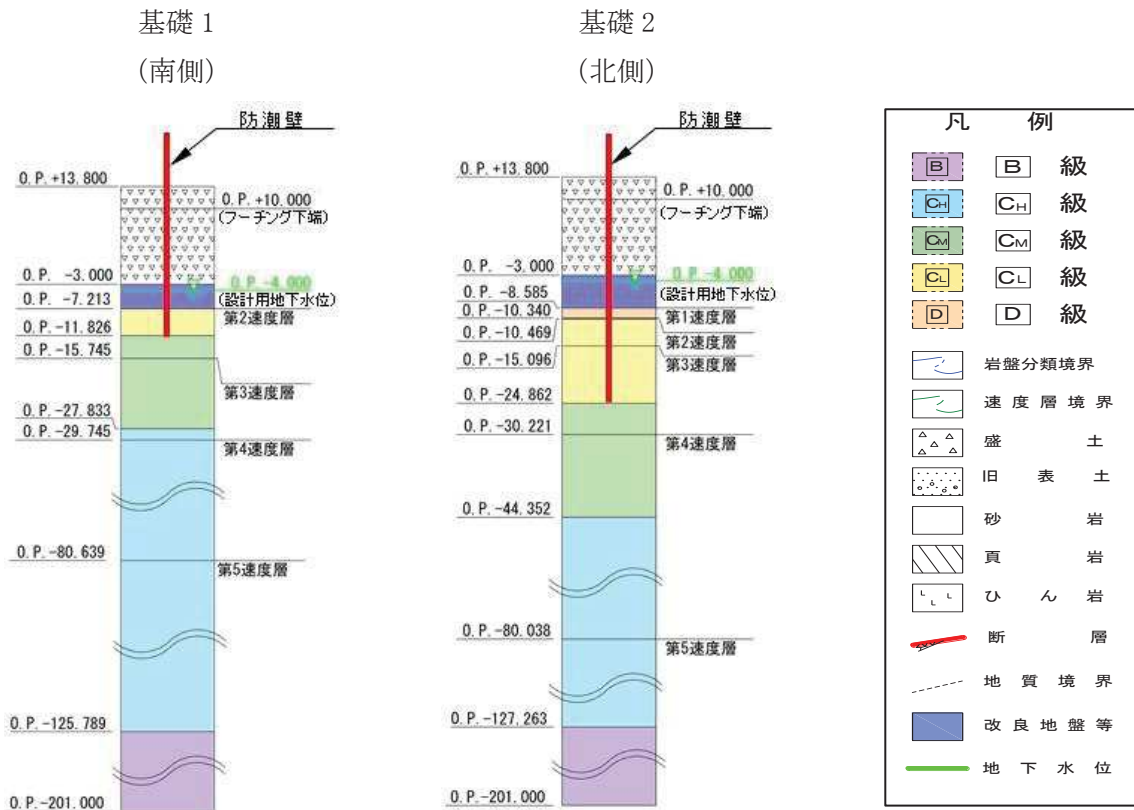 基礎 1
(南側)
防潮壁
O.P.+13.800
O.P.+10.000
(フーチング下端)
O.P. -3.000
O.P.-4.000
(設計用地下水位)
O.P. -7.213
第2速度層
O.P.-11.826
O.P.-15.745
第3速度層
O.P.-27.833
O.P.-29.745
第4速度層
O.P.-80.639
第5速度層
O.P.-125.789
O.P.-201.000
基礎 2
(北側)
防潮壁
O.P.+13.800
O.P.+10.000
(フーチング下端)
O.P. -3.000
O.P.-4.000
(設計用地下水位)
O.P. -8.585
O.P.-10.340
第1速度層
O.P.-10.469
第2速度層
O.P.-15.096
第3速度層
O.P.-24.862
O.P.-30.221
第4速度層
O.P.-44.352
O.P.-80.038
第5速度層
O.P.-127.263
O.P.-201.000
凡 例
B B 級
CH CH 級
CM CM 級
CL CL 級
D D 級
岩盤分類境界
速度層境界
盛土
旧表土
砂岩
頁岩
ひん岩
断層
地質境界
改良地盤等
地下水位